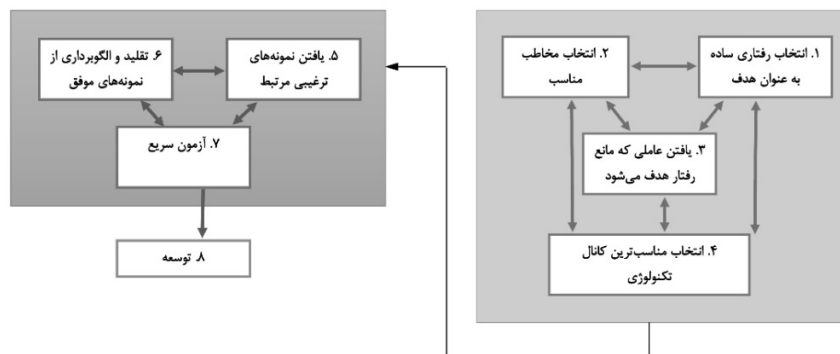 ۱. انتخاب رفتاری ساده
به عنوان هدف
۲. انتخاب مخاطب
مناسب
۳. یافتن عاملی که مانع
رفتار هدف می‌شود
۴. انتخاب مناسب‌ترین کانال
تکنولوژی
۵. یافتن نمونه‌های
ترغیبی مرتبط
۶. تقلید و الگوبرداری از
نمونه‌های موفق
۷. آزمون سریع
۸. توسعه